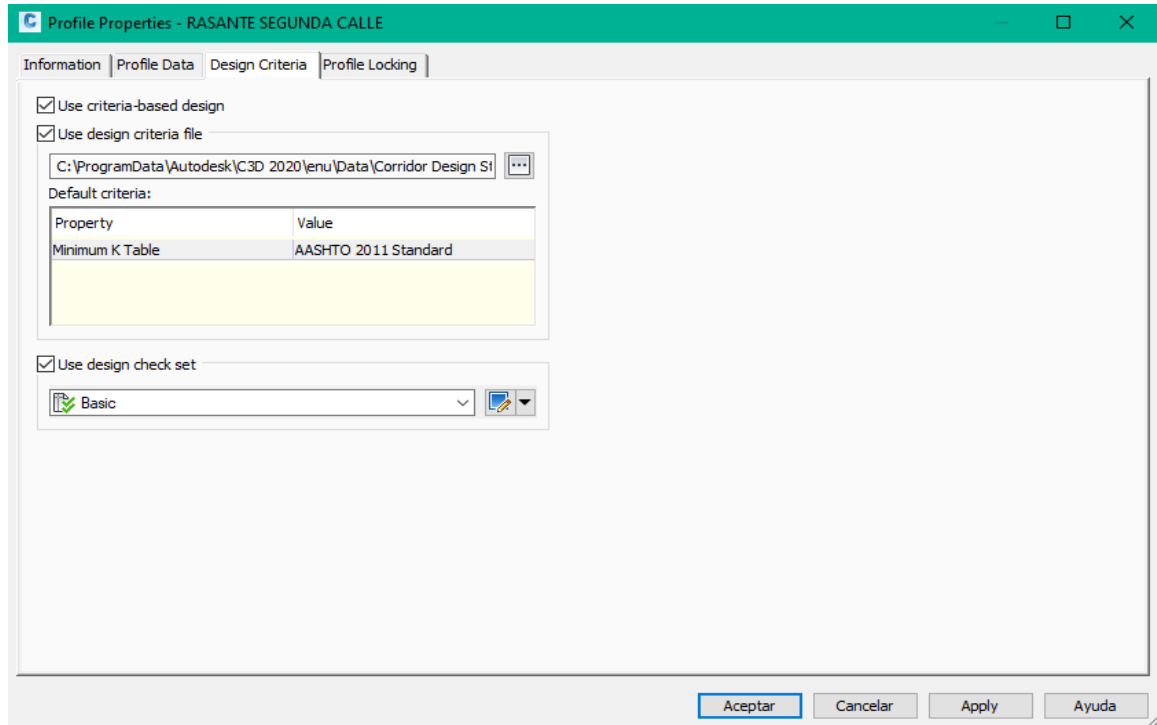 Profile Properties - RASANTE SEGUNDA CALLE
Information Profile Data Design Criteria Profile Locking
Use criteria-based design
Use design criteria file
C:\ProgramData\Autodesk\C3D 2020\enu\Data\Corridor Design St
Default criteria:
Property Value
Minimum K Table AASHTO 2011 Standard
Use design check set
Basic
Aceptar Cancelar Apply Ayuda